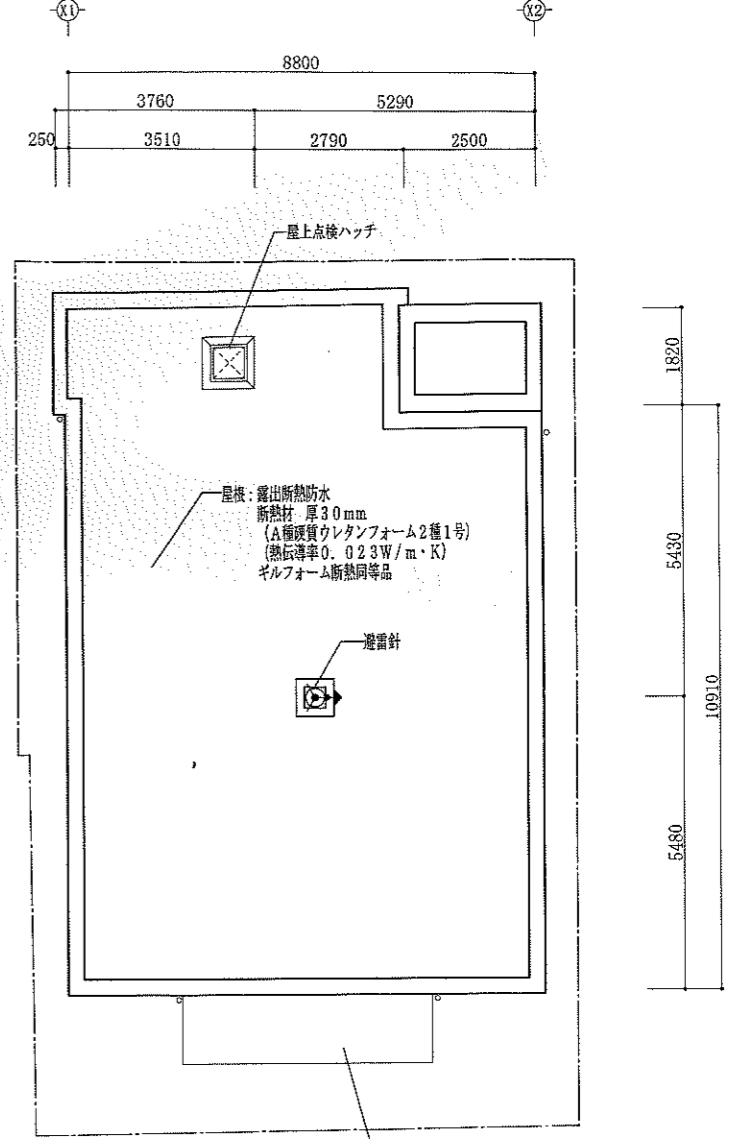 X1
X2
8800
3760
5290
250
3510
2790
2500
屋上点検ハッチ
1820
屋根：露出断熱防水
断熱材 厚30mm
(A種硬質ウレタンフォーム2種1号)
(熱伝導率0.023W/m・K)
ギルフォーム断熱同等品
5430
避雷針
10910
5480